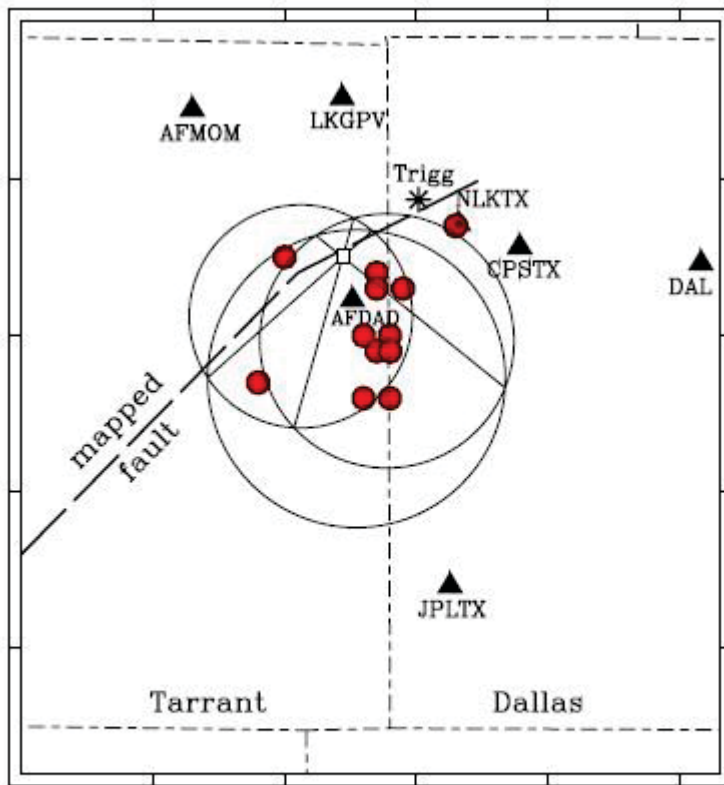 LKGPV
AFMOM
Trigg
NLKTX
CPSTX
DAL
AFDAD
mapped
fault
JPLTX
Tarrant
Dallas